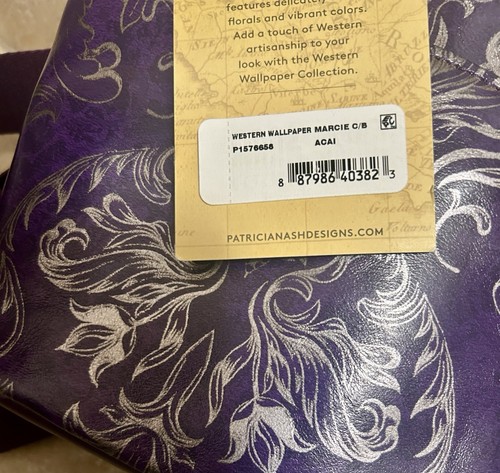 features delicately
florals and vibrant colors.
Add a touch of Western
artisanship to your
look with the Western
Wallpaper Collection.
WESTERN WALLPAPER MARCIE C/B
P1576658 ACAI
8 87986 40382 3
PATRICIANASHDESIGNS.COM